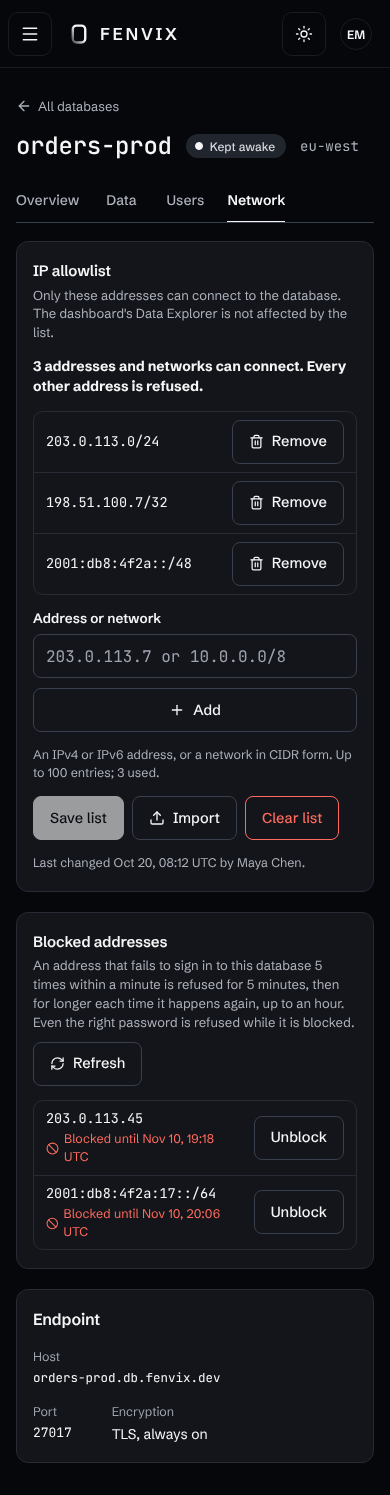 FENVIX
EM
All databases
orders-prod
Kept awake
eu-west
Overview
Data
Users
Network
IP allowlist
Only these addresses can connect to the database.
The dashboard's Data Explorer is not affected by the
list.
3 addresses and networks can connect. Every
other address is refused.
203.0.113.0/24
Remove
198.51.100.7/32
Remove
2001:db8:4f2a::/48
Remove
Address or network
203.0.113.7 or 10.0.0.0/8
Add
An IPv4 or IPv6 address, or a network in CIDR form. Up
to 100 entries; 3 used.
Save list
Import
Clear list
Last changed Oct 20, 08:12 UTC by Maya Chen.
Blocked addresses
An address that fails to sign in to this database 5
times within a minute is refused for 5 minutes, then
for longer each time it happens again, up to an hour.
Even the right password is refused while it is blocked.
Refresh
203.0.113.45
Blocked until Nov 10, 19:18
UTC
Unblock
2001:db8:4f2a:17::/64
Blocked until Nov 10, 20:06
UTC
Unblock
Endpoint
Host
orders-prod.db.fenvix.dev
Port
Encryption
27017
TLS, always on